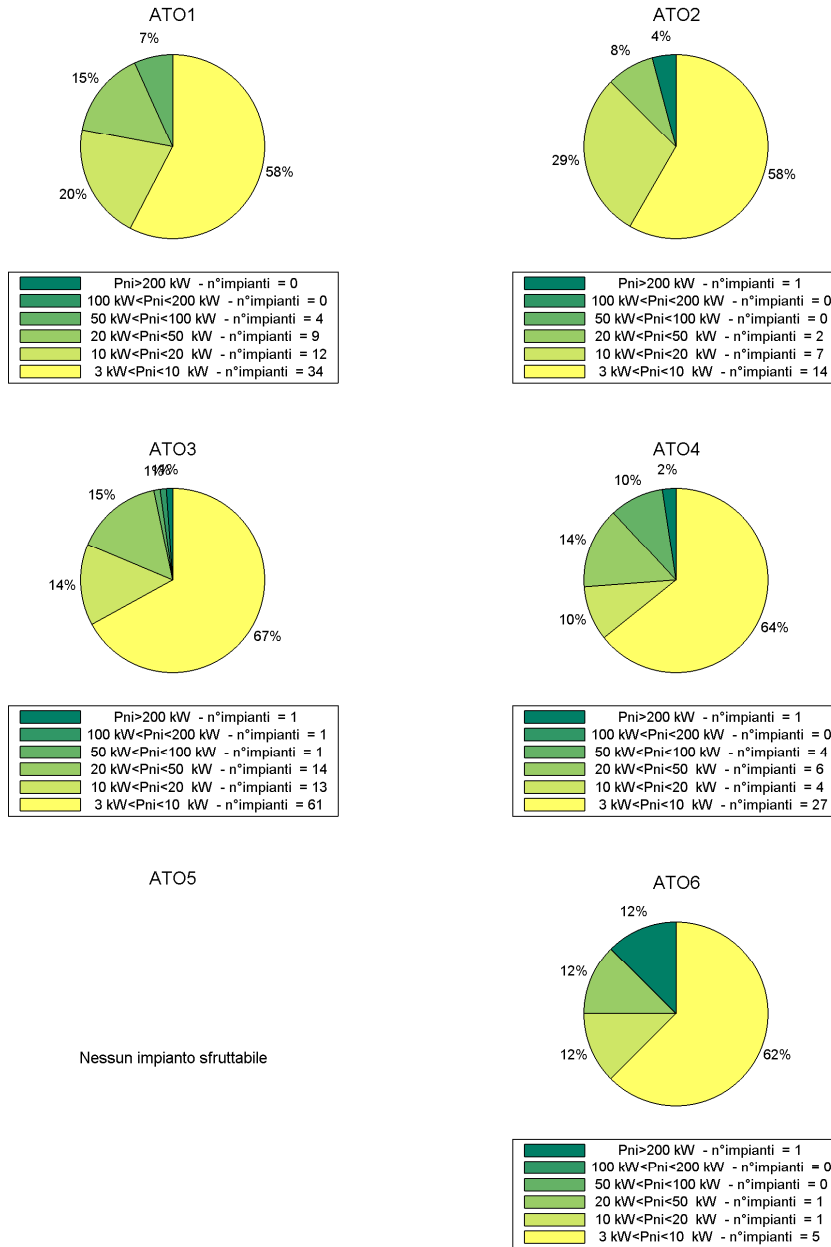 ATO1
7%
15%
20%
58%
Pni>200 kW - n°impianti = 0
100 kW<Pni<200 kW - n°impianti = 0
50 kW<Pni<100 kW - n°impianti = 4
20 kW<Pni<50 kW - n°impianti = 9
10 kW<Pni<20 kW - n°impianti = 12
3 kW<Pni<10 kW - n°impianti = 34
ATO2
4%
8%
29%
58%
Pni>200 kW - n°impianti = 1
100 kW<Pni<200 kW - n°impianti = 0
50 kW<Pni<100 kW - n°impianti = 0
20 kW<Pni<50 kW - n°impianti = 2
10 kW<Pni<20 kW - n°impianti = 7
3 kW<Pni<10 kW - n°impianti = 14
ATO3
1%
1%
1%
15%
14%
67%
Pni>200 kW - n°impianti = 1
100 kW<Pni<200 kW - n°impianti = 1
50 kW<Pni<100 kW - n°impianti = 1
20 kW<Pni<50 kW - n°impianti = 14
10 kW<Pni<20 kW - n°impianti = 13
3 kW<Pni<10 kW - n°impianti = 61
ATO4
2%
10%
14%
10%
64%
Pni>200 kW - n°impianti = 1
100 kW<Pni<200 kW - n°impianti = 0
50 kW<Pni<100 kW - n°impianti = 4
20 kW<Pni<50 kW - n°impianti = 6
10 kW<Pni<20 kW - n°impianti = 4
3 kW<Pni<10 kW - n°impianti = 27
ATO5
Nessun impianto sfruttabile
ATO6
12%
12%
12%
62%
Pni>200 kW - n°impianti = 1
100 kW<Pni<200 kW - n°impianti = 0
50 kW<Pni<100 kW - n°impianti = 0
20 kW<Pni<50 kW - n°impianti = 1
10 kW<Pni<20 kW - n°impianti = 1
3 kW<Pni<10 kW - n°impianti = 5